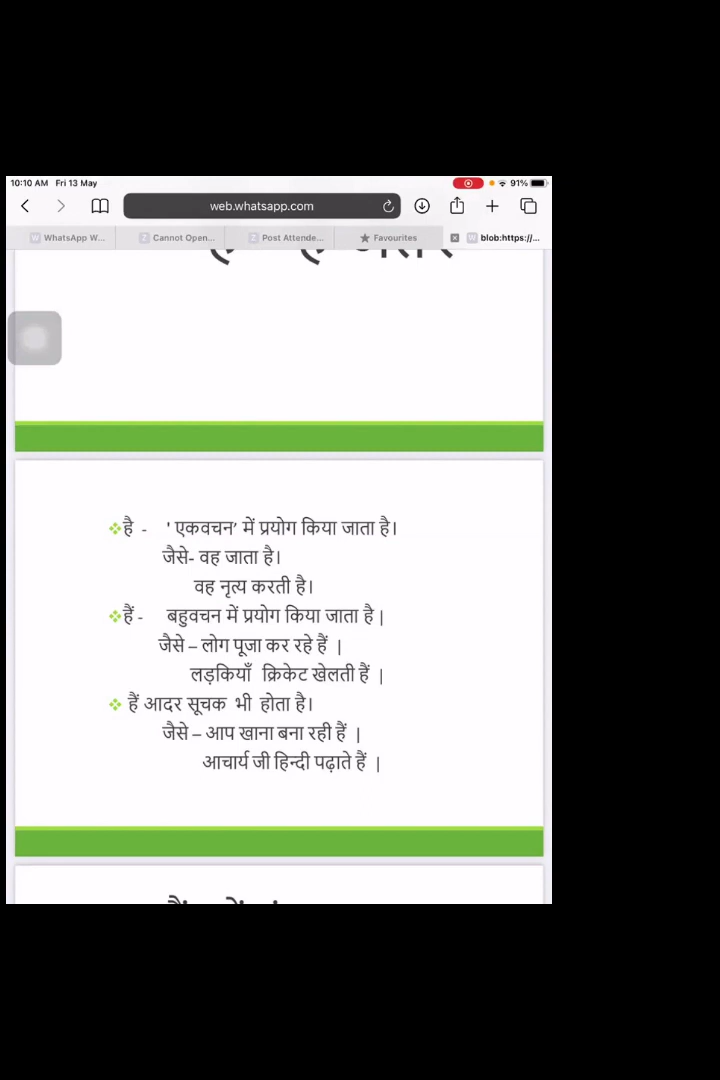 10:10 AM Fri 13 May 91%
web.whatsapp.com
WhatsApp W... Cannot Open... Post Attende... Favourites blob:https://...
है - ' एकवचन’ में प्रयोग किया जाता है।
जैसे- वह जाता है।
वह नृत्य करती है।
हैं - बहुवचन में प्रयोग किया जाता है |
जैसे – लोग पूजा कर रहे हैं |
लड़कियाँ क्रिकेट खेलती हैं |
हैं आदर सूचक भी होता है।
जैसे – आप खाना बना रही हैं |
आचार्य जी हिन्दी पढ़ाते हैं |